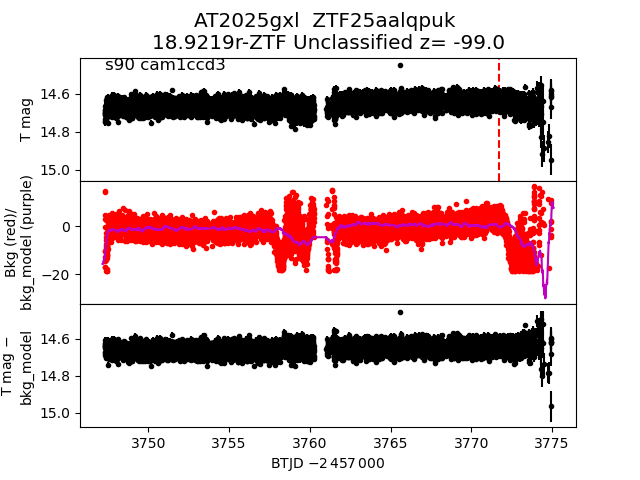 AT2025gxl  ZTF25aalqpuk
18.9219r-ZTF Unclassified z= -99.0
s90 cam1ccd3
T mag
14.6
14.8
15.0
Bkg (red)/
bkg_model (purple)
0
−20
T mag −
bkg_model
14.6
14.8
15.0
3750 3755 3760 3765 3770 3775
BTJD −2 457 000